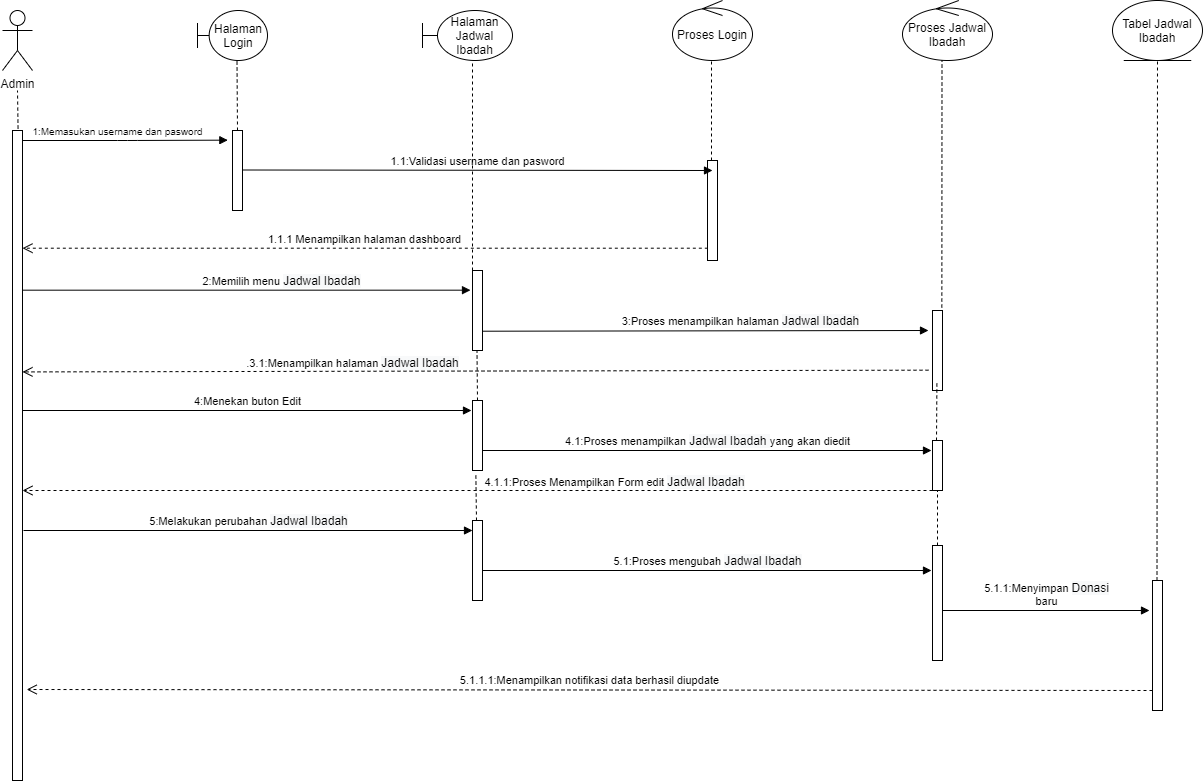 Halaman
Login
Halaman
Jadwal
Ibadah
Proses Login
Proses Jadwal
Ibadah
Tabel Jadwal
Ibadah
Admin
1:Memasukan username dan pasword
1.1:Validasi username dan pasword
1.1.1 Menampilkan halaman dashboard
2:Memilih menu Jadwal Ibadah
3:Proses menampilkan halaman Jadwal Ibadah
.3.1:Menampilkan halaman Jadwal Ibadah
4:Menekan buton Edit
4.1:Proses menampilkan Jadwal Ibadah yang akan diedit
4.1.1:Proses Menampilkan Form edit Jadwal Ibadah
5:Melakukan perubahan Jadwal Ibadah
5.1:Proses mengubah Jadwal Ibadah
5.1.1:Menyimpan Donasi
baru
5.1.1.1:Menampilkan notifikasi data berhasil diupdate